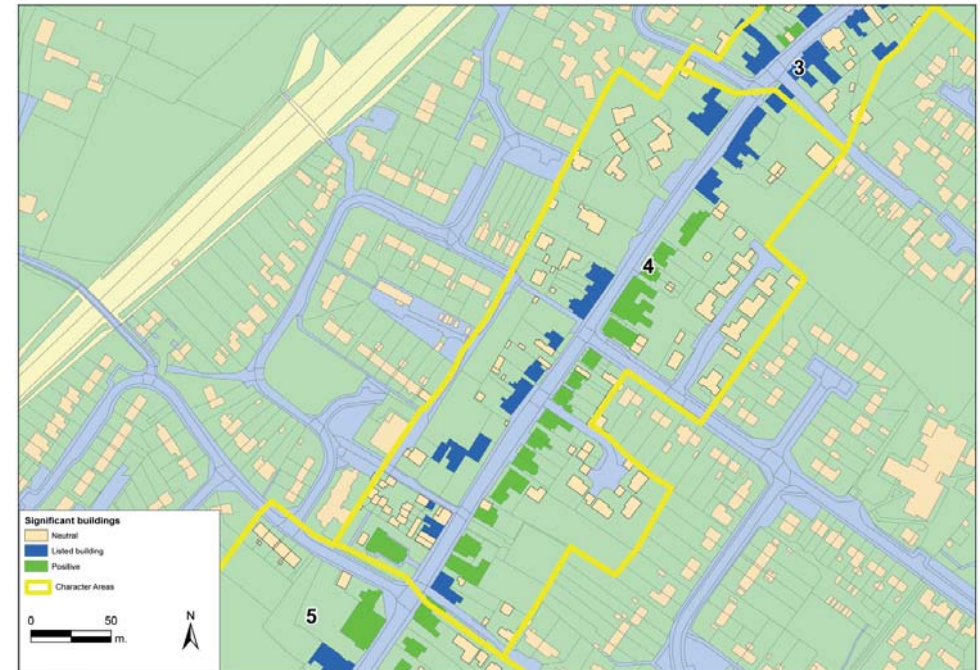 3
4
5
Significant buildings
Neutral
Listed building
Positive
Character Areas
0 50
m.
N